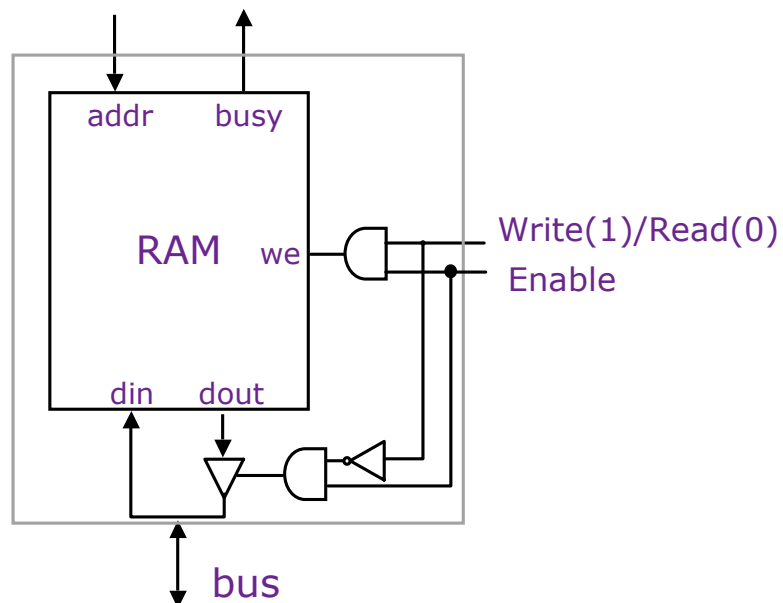 addr busy
Write(1)/Read(0)
RAM we
Enable
din dout
bus